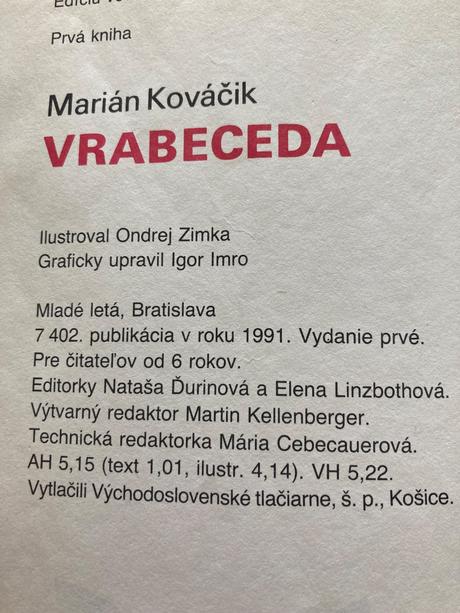 Edíciu
Prvá kniha
Marián Kováčik
VRABECEDA
Ilustroval Ondrej Zimka
Graficky upravil Igor Imro
Mladé letá, Bratislava
7 402. publikácia v roku 1991. Vydanie prvé.
Pre čitateľov od 6 rokov.
Editorky Nataša Ďurinová a Elena Linzbothová.
Výtvarný redaktor Martin Kellenberger.
Technická redaktorka Mária Cebecauerová.
AH 5,15 (text 1,01, ilustr. 4,14). VH 5,22.
Vytlačili Východoslovenské tlačiarne, š. p., Košice.